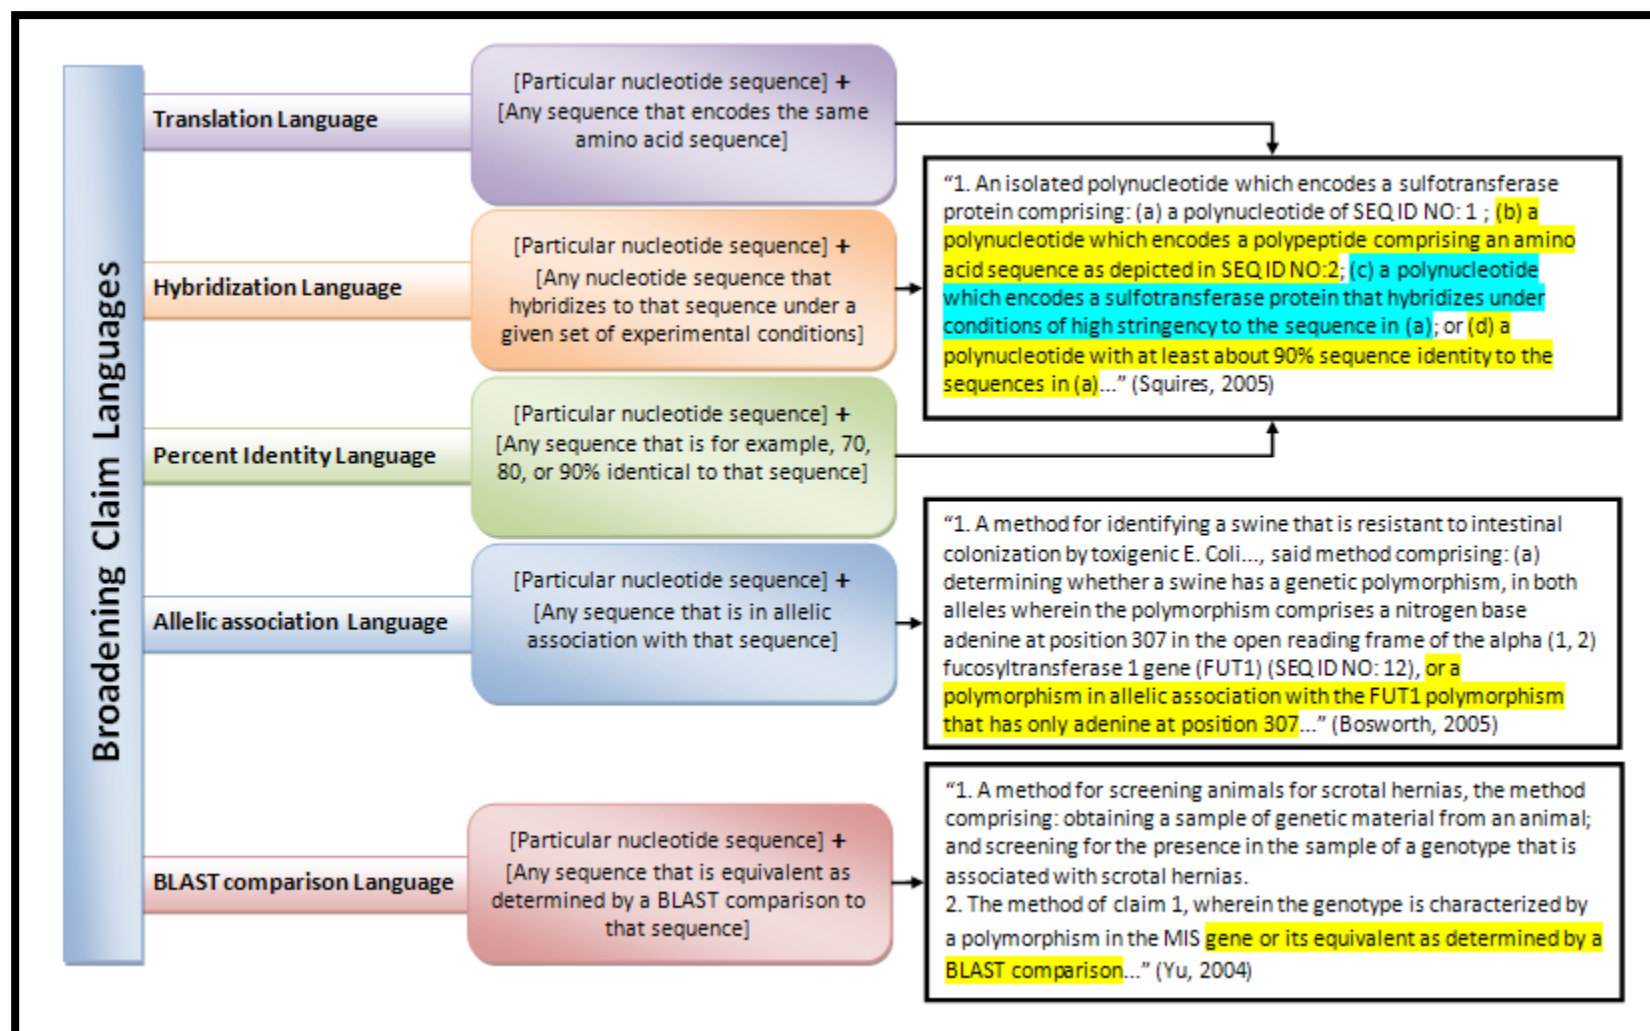 Broadening Claim Languages
Translation Language
[Particular nucleotide sequence] +
[Any sequence that encodes the same
amino acid sequence]
Hybridization Language
[Particular nucleotide sequence] +
[Any nucleotide sequence that
hybridizes to that sequence under a
given set of experimental conditions]
Percent Identity Language
[Particular nucleotide sequence] +
[Any sequence that is for example, 70,
80, or 90% identical to that sequence]
“1. An isolated polynucleotide which encodes a sulfotransferase
protein comprising: (a) a polynucleotide of SEQ ID NO: 1 ; (b) a
polynucleotide which encodes a polypeptide comprising an amino
acid sequence as depicted in SEQ ID NO:2; (c) a polynucleotide
which encodes a sulfotransferase protein that hybridizes under
conditions of high stringency to the sequence in (a); or (d) a
polynucleotide with at least about 90% sequence identity to the
sequences in (a)...” (Squires, 2005)
Allelic association Language
[Particular nucleotide sequence] +
[Any sequence that is in allelic
association with that sequence]
“1. A method for identifying a swine that is resistant to intestinal
colonization by toxigenic E. Coli..., said method comprising: (a)
determining whether a swine has a genetic polymorphism, in both
alleles wherein the polymorphism comprises a nitrogen base
adenine at position 307 in the open reading frame of the alpha (1, 2)
fucosyltransferase 1 gene (FUT1) (SEQ ID NO: 12), or a
polymorphism in allelic association with the FUT1 polymorphism
that has only adenine at position 307...” (Bosworth, 2005)
BLAST comparison Language
[Particular nucleotide sequence] +
[Any sequence that is equivalent as
determined by a BLAST comparison to
that sequence]
“1. A method for screening animals for scrotal hernias, the method
comprising: obtaining a sample of genetic material from an animal;
and screening for the presence in the sample of a genotype that is
associated with scrotal hernias.
2. The method of claim 1, wherein the genotype is characterized by
a polymorphism in the MIS gene or its equivalent as determined by a
BLAST comparison...” (Yu, 2004)